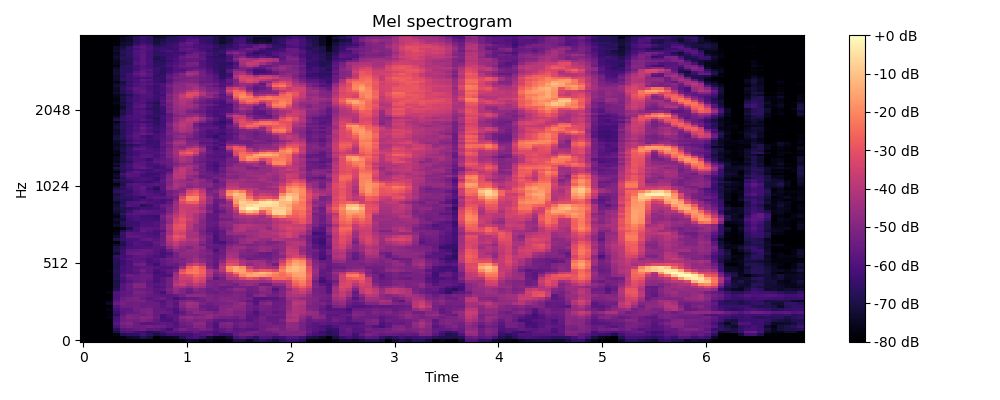 Mel spectrogram
+0 dB
-10 dB
-20 dB
-30 dB
-40 dB
-50 dB
-60 dB
-70 dB
-80 dB
2048
1024
512
0
Hz
0 1 2 3 4 5 6
Time